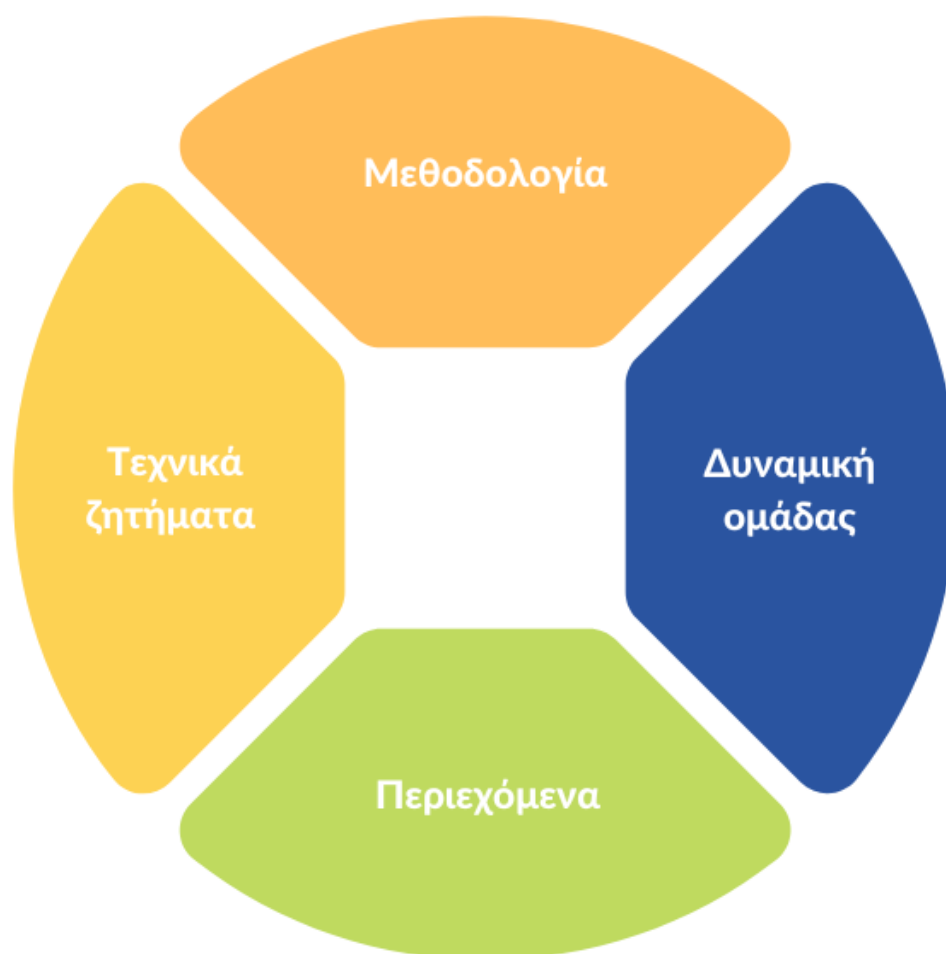 Μεθοδολογία
Τεχνικά
ζητήματα
Δυναμική
ομάδας
Περιεχόμενα